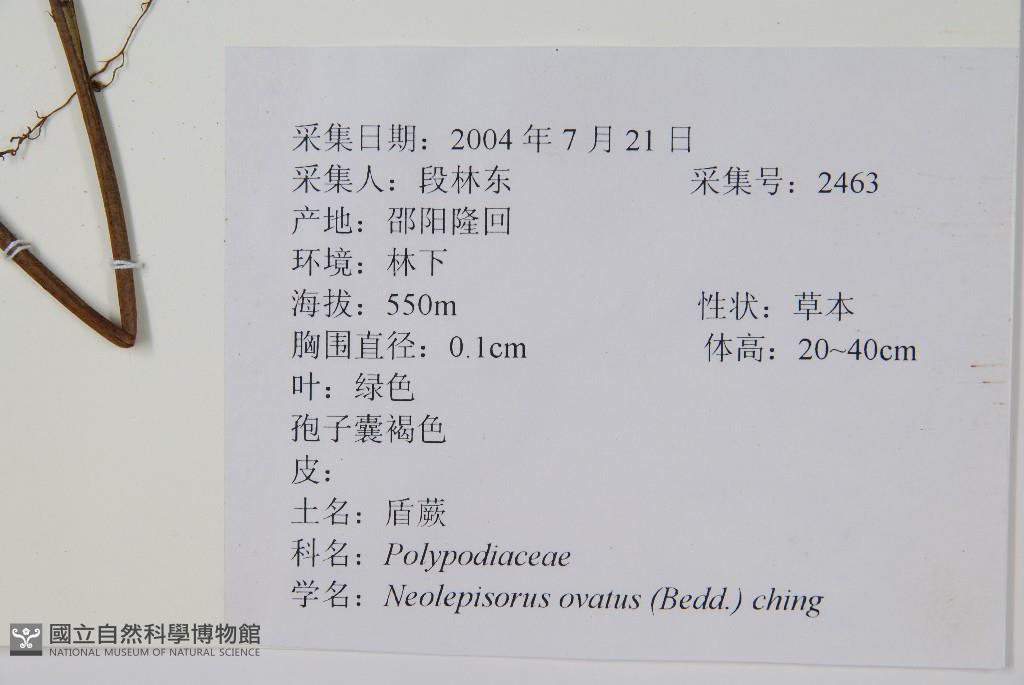 采集日期：2004 年 7 月 21 日
采集人：段林东 采集号：2463
产地：邵阳隆回
环境：林下
海拔：550m 性状：草本
胸围直径：0.1cm 体高：20~40cm
叶：绿色
孢子囊褐色
皮：
土名：盾蕨
科名：Polypodiaceae
学名：Neolepisorus ovatus (Bedd.) ching
國立自然科學博物館
NATIONAL MUSEUM OF NATURAL SCIENCE